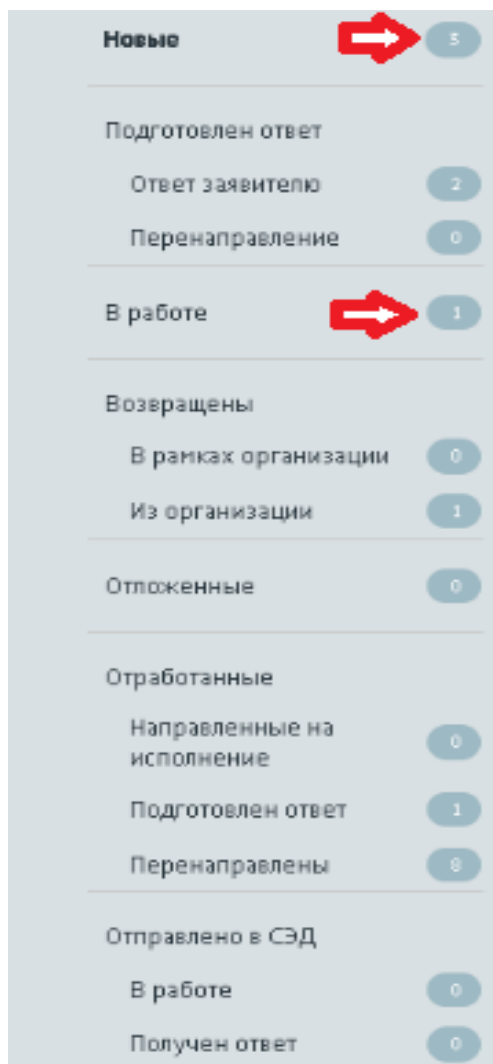 Новые 5
Подготовлен ответ
Ответ заявителю 2
Перенаправление 0
В работе 1
Возвращены
В рамках организации 0
Из организации 1
Отложенные 0
Отработанные
Направленные на
исполнение 0
Подготовлен ответ 1
Перенаправлены 8
Отправлено в СЭД
В работе 0
Получен ответ 0